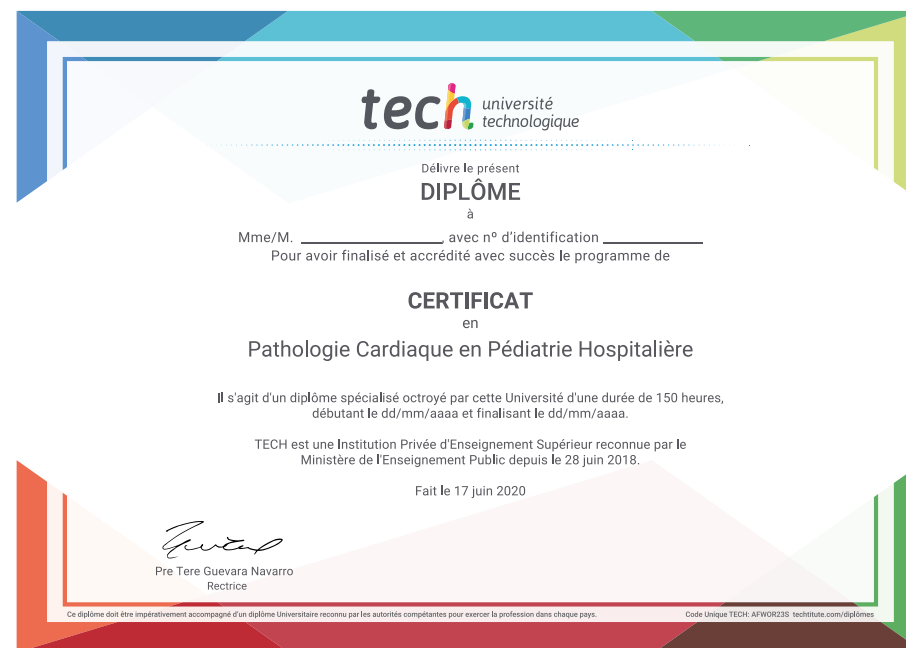 tech université
technologique
Délivre le présent
DIPLÔME
à
Mme/M. ____________________, avec nº d'identification ______________
Pour avoir finalisé et accrédité avec succès le programme de
CERTIFICAT
en
Pathologie Cardiaque en Pédiatrie Hospitalière
Il s'agit d'un diplôme spécialisé octroyé par cette Université d'une durée de 150 heures,
débutant le dd/mm/aaaa et finalisant le dd/mm/aaaa.
TECH est une Institution Privée d'Enseignement Supérieur reconnue par le
Ministère de l'Enseignement Public depuis le 28 juin 2018.
Fait le 17 juin 2020
Pre Tere Guevara Navarro
Rectrice
Ce diplôme doit être impérativement accompagné d'un diplôme Universitaire reconnu par les autorités compétantes pour exercer la profession dans chaque pays. Code Unique TECH: AFWOR23S techtitute.com/diplômes